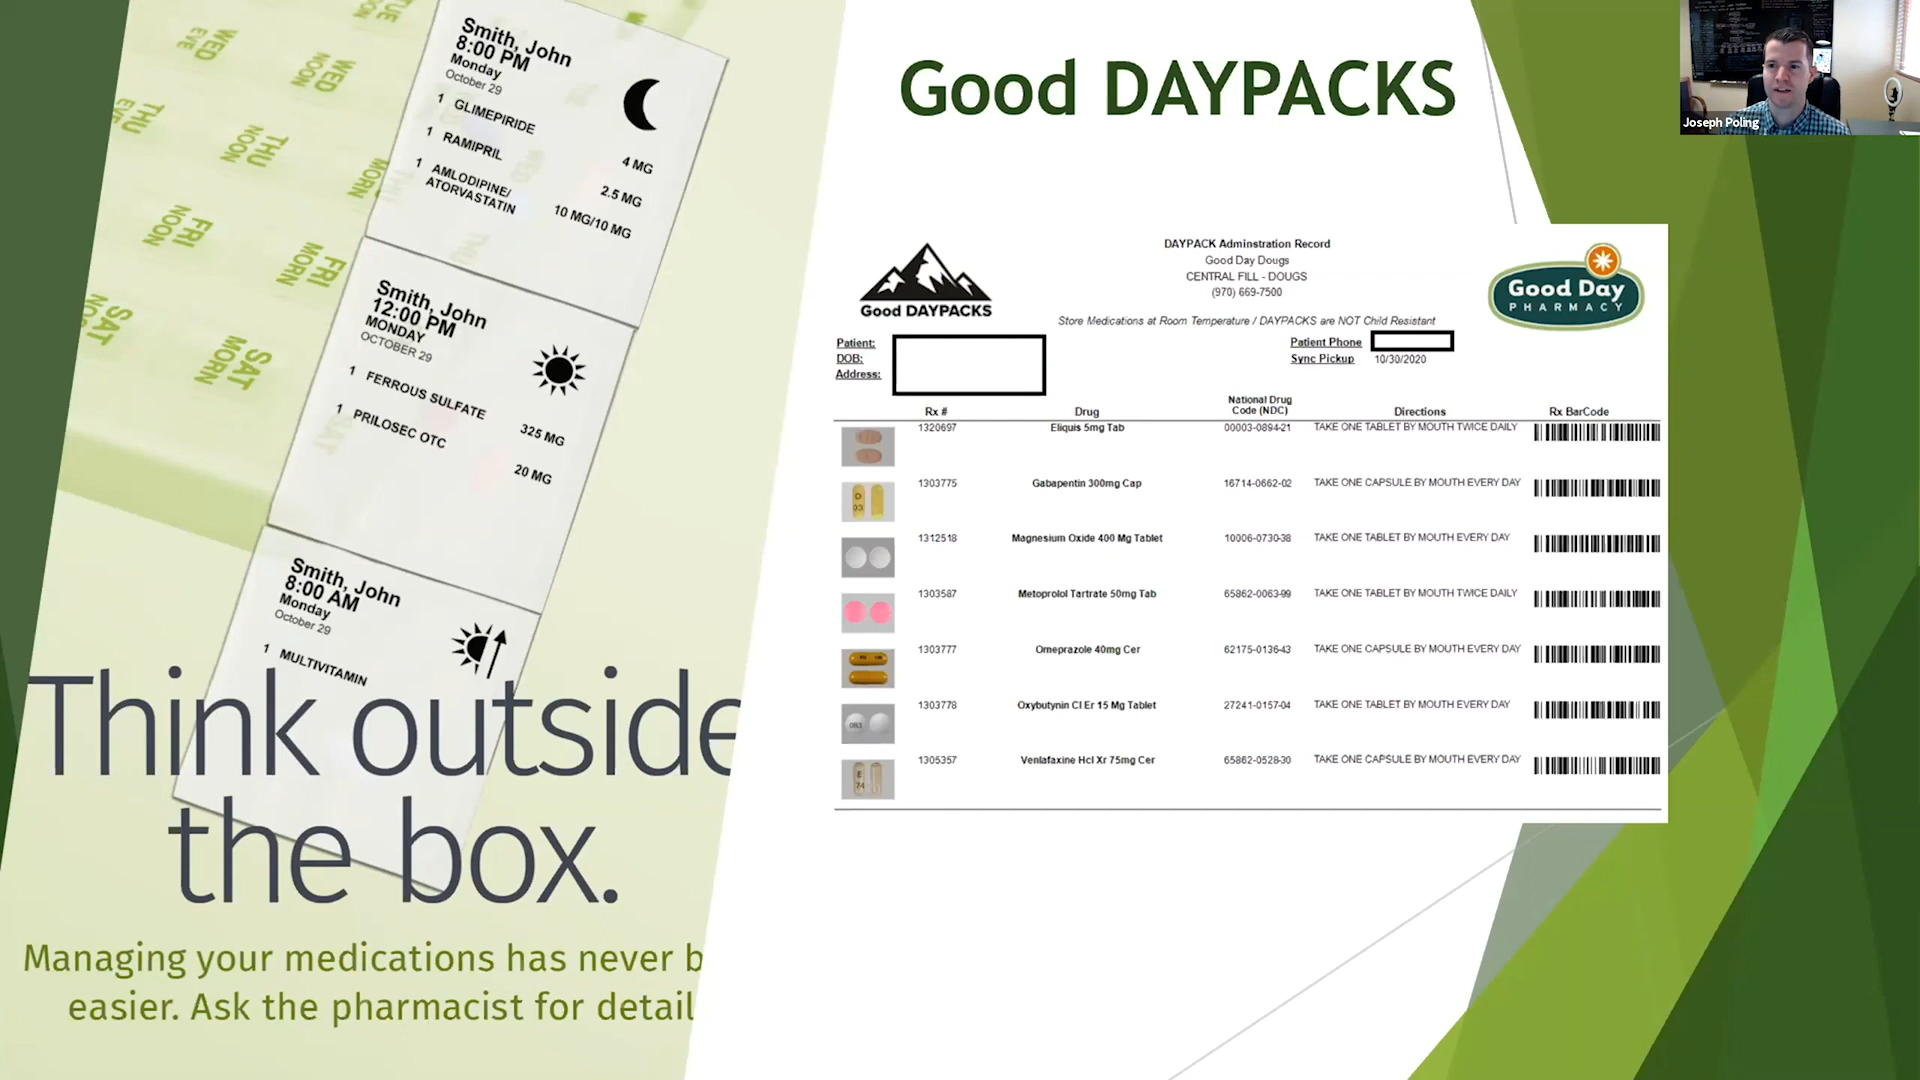 Good DAYPACKS
Joseph Poling
WED
EVE
WED
NOON
THU
EVE
THU
NOON
THU
MORN
FRI
NOON
FRI
MORN
SAT
SAT
MORN
Smith, John
8:00 PM
Monday
October 29
1 GLIMEPIRIDE 4 MG
1 RAMIPRIL 2.5 MG
1 AMLODIPINE/
ATORVASTATIN 10 MG/10 MG
Smith, John
12:00 PM
MONDAY
OCTOBER 29
1 FERROUS SULFATE 325 MG
1 PRILOSEC OTC 20 MG
Smith, John
8:00 AM
Monday
October 29
1 MULTIVITAMIN
Think outside
the box.
Managing your medications has never b
easier. Ask the pharmacist for detail
Good DAYPACKS
DAYPACK Adminstration Record
Good Day Dougs
CENTRAL FILL - DOUGS
(970) 669-7500
Good Day
PHARMACY
Store Medications at Room Temperature / DAYPACKS are NOT Child Resistant
Patient:
DOB:
Address:
Patient Phone
Sync Pickup 10/30/2020
Rx # Drug National Drug Code (NDC) Directions Rx BarCode
1320697 Eliquis 5mg Tab 00003-0894-21 TAKE ONE TABLET BY MOUTH TWICE DAILY
1303775 Gabapentin 300mg Cap 16714-0662-02 TAKE ONE CAPSULE BY MOUTH EVERY DAY
1312518 Magnesium Oxide 400 Mg Tablet 10006-0730-38 TAKE ONE TABLET BY MOUTH EVERY DAY
1303587 Metoprolol Tartrate 50mg Tab 65862-0063-99 TAKE ONE TABLET BY MOUTH TWICE DAILY
1303777 Omeprazole 40mg Cer 62175-0136-43 TAKE ONE CAPSULE BY MOUTH EVERY DAY
1303778 Oxybutynin Cl Er 15 Mg Tablet 27241-0157-04 TAKE ONE TABLET BY MOUTH EVERY DAY
1305357 Venlafaxine Hcl Xr 75mg Cer 65862-0528-30 TAKE ONE CAPSULE BY MOUTH EVERY DAY